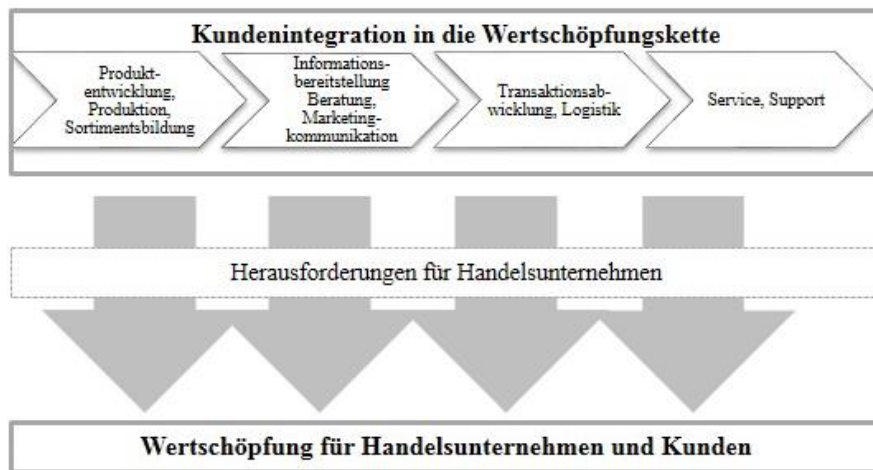 Kundenintegration in die Wertschöpfungskette
Produkt-
entwicklung,
Produktion,
Sortimentsbildung
Informations-
bereitstellung
Beratung,
Marketing-
kommunikation
Transaktionsab-
wicklung, Logistik
Service, Support
Herausforderungen für Handelsunternehmen
Wertschöpfung für Handelsunternehmen und Kunden